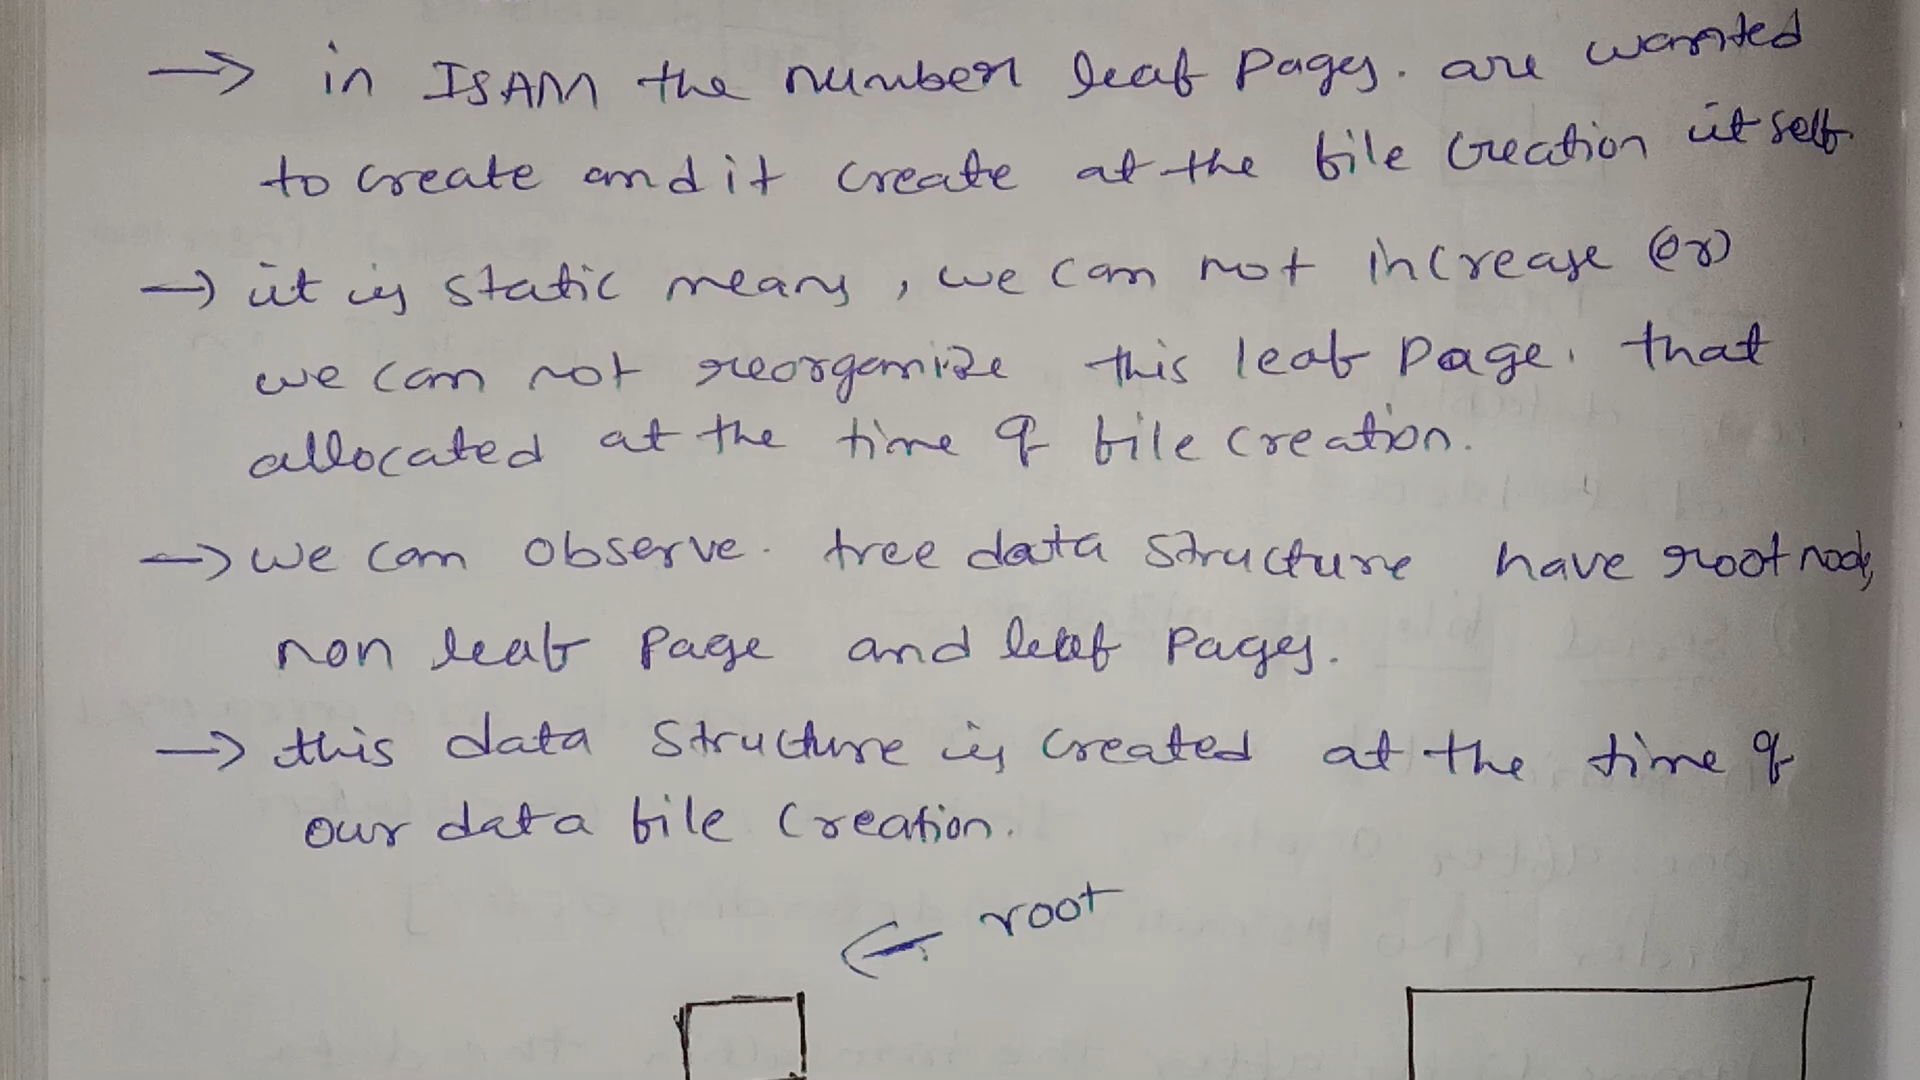 → in ISAM the number leaf pages. are wanted
to create and it create at the file creation itself.
→ it is static means, we can not increase (or)
we can not reorganize this leaf page. that
allocated at the time of file creation.
→ we can observe. tree data structure have root node,
non leaf page and leaf pages.
→ this data structure is created at the time of
our data file creation.
← root